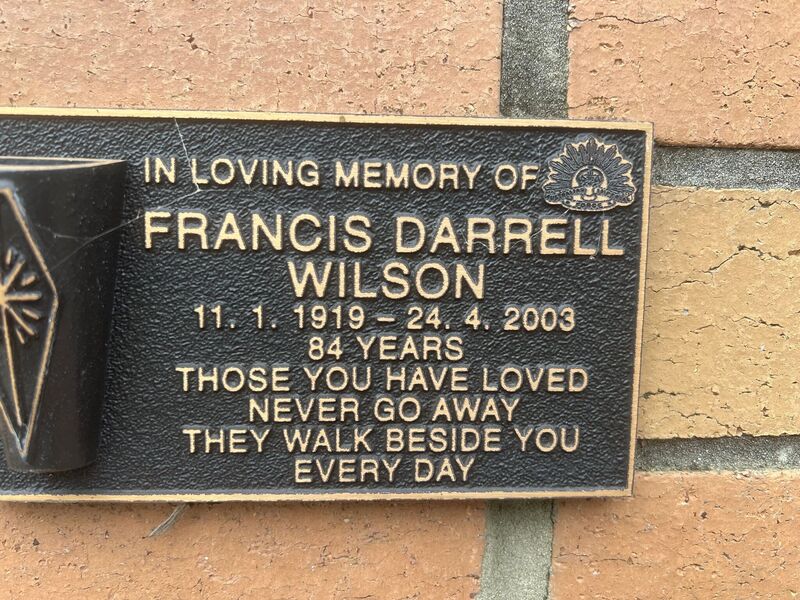 IN LOVING MEMORY OF
FRANCIS DARRELL
WILSON
11. 1. 1919 – 24. 4. 2003
84 YEARS
THOSE YOU HAVE LOVED
NEVER GO AWAY
THEY WALK BESIDE YOU
EVERY DAY